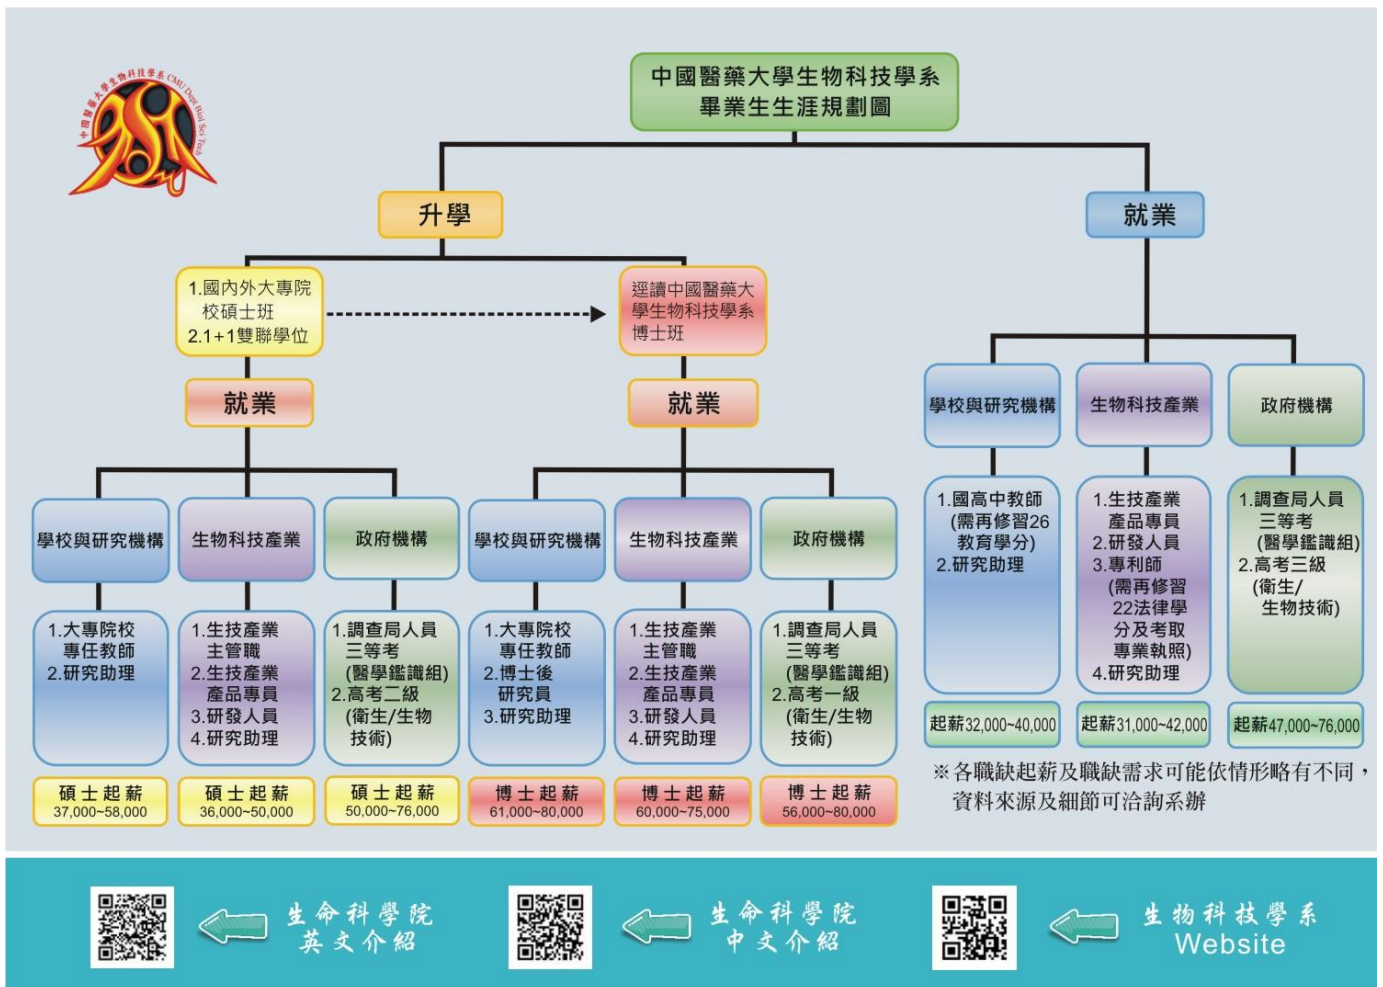 中國醫藥大學生物科技學系 CMU Dept Biol Sci Tech
中國醫藥大學生物科技學系
畢業生生涯規劃圖
升學
就業
1.國內外大專院
校碩士班
2.1+1雙聯學位
逕讀中國醫藥大
學生物科技學系
博士班
就業
就業
學校與研究機構
生物科技產業
政府機構
1.國高中教師
(需再修習26
教育學分)
2.研究助理
1.生技產業
產品專員
2.研發人員
3.專利師
(需再修習
22法律學
分及考取
專業執照)
4.研究助理
1.調查局人員
三等考
(醫學鑑識組)
2.高考三級
(衛生/
生物技術)
起薪32,000~40,000
起薪31,000~42,000
起薪47,000~76,000
學校與研究機構
生物科技產業
政府機構
學校與研究機構
生物科技產業
政府機構
1.大專院校
專任教師
2.研究助理
1.生技產業
主管職
2.生技產業
產品專員
3.研發人員
4.研究助理
1.調查局人員
三等考
(醫學鑑識組)
2.高考二級
(衛生/生物
技術)
1.大專院校
專任教師
2.博士後
研究員
3.研究助理
1.生技產業
主管職
2.生技產業
產品專員
3.研發人員
4.研究助理
1.調查局人員
三等考
(醫學鑑識組)
2.高考一級
(衛生/生物
技術)
碩士起薪
37,000~58,000
碩士起薪
36,000~50,000
碩士起薪
50,000~76,000
博士起薪
61,000~80,000
博士起薪
60,000~75,000
博士起薪
56,000~80,000
※各職缺起薪及職缺需求可能依情形略有不同，
資料來源及細節可洽詢系辦
生命科學院
英文介紹
生命科學院
中文介紹
生物科技學系
Website